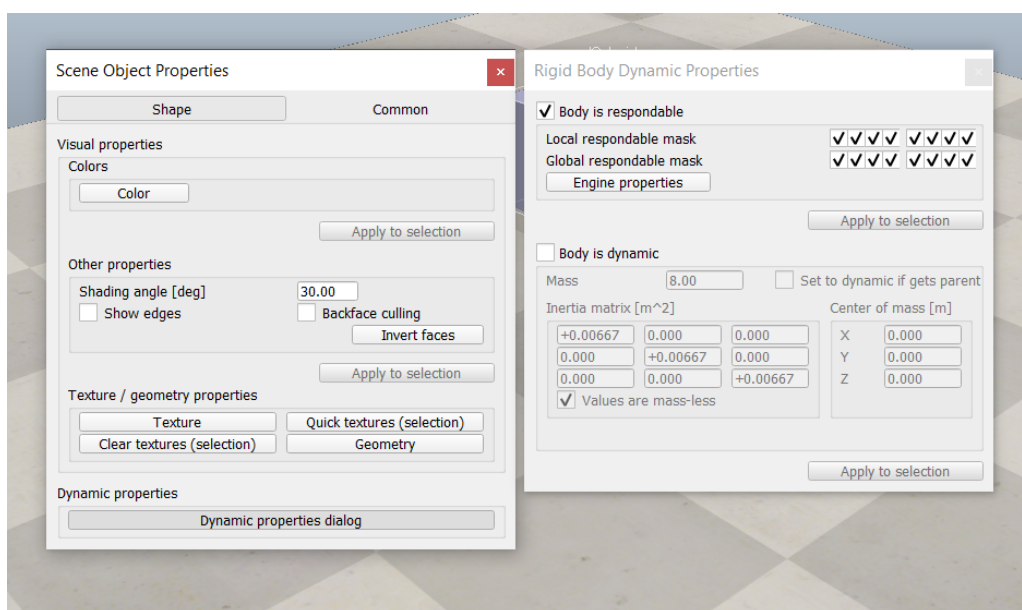 Scene Object Properties
Shape Common
Visual properties
Colors
Color
Apply to selection
Other properties
Shading angle [deg] 30.00
Show edges Backface culling
Invert faces
Apply to selection
Texture / geometry properties
Texture Quick textures (selection)
Clear textures (selection) Geometry
Dynamic properties
Dynamic properties dialog
Rigid Body Dynamic Properties
Body is respondable
Local respondable mask
Global respondable mask
Engine properties
Apply to selection
Body is dynamic
Mass 8.00 Set to dynamic if gets parent
Inertia matrix [m^2] Center of mass [m]
+0.00667 0.000 0.000 X 0.000
0.000 +0.00667 0.000 Y 0.000
0.000 0.000 +0.00667 Z 0.000
Values are mass-less
Apply to selection